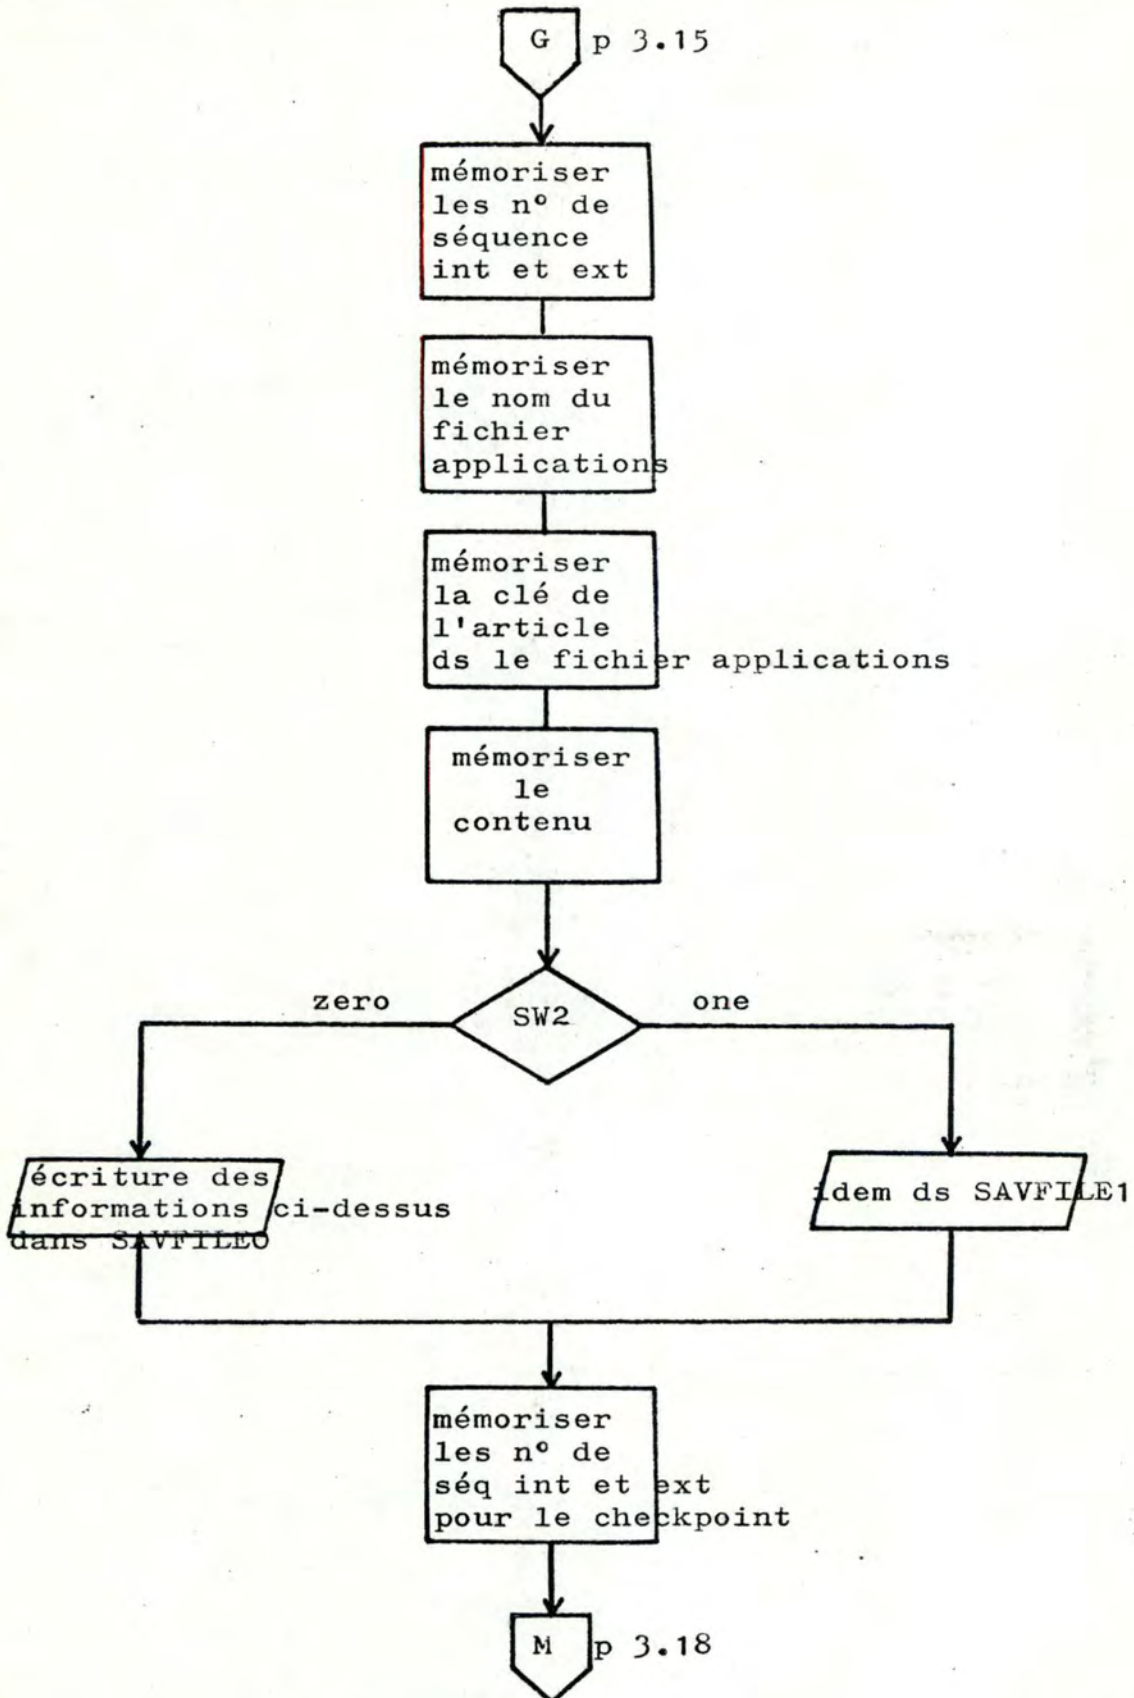 G p 3.15
mémoriser
les n° de
séquence
int et ext
mémoriser
le nom du
fichier
applications
mémoriser
la clé de
l'article
ds le fichier applications
mémoriser
le
contenu
zero
SW2
one
écriture des
informations ci-dessus
dans SAVFILE0
idem ds SAVFILE1
mémoriser
les n° de
séq int et ext
pour le checkpoint
M p 3.18